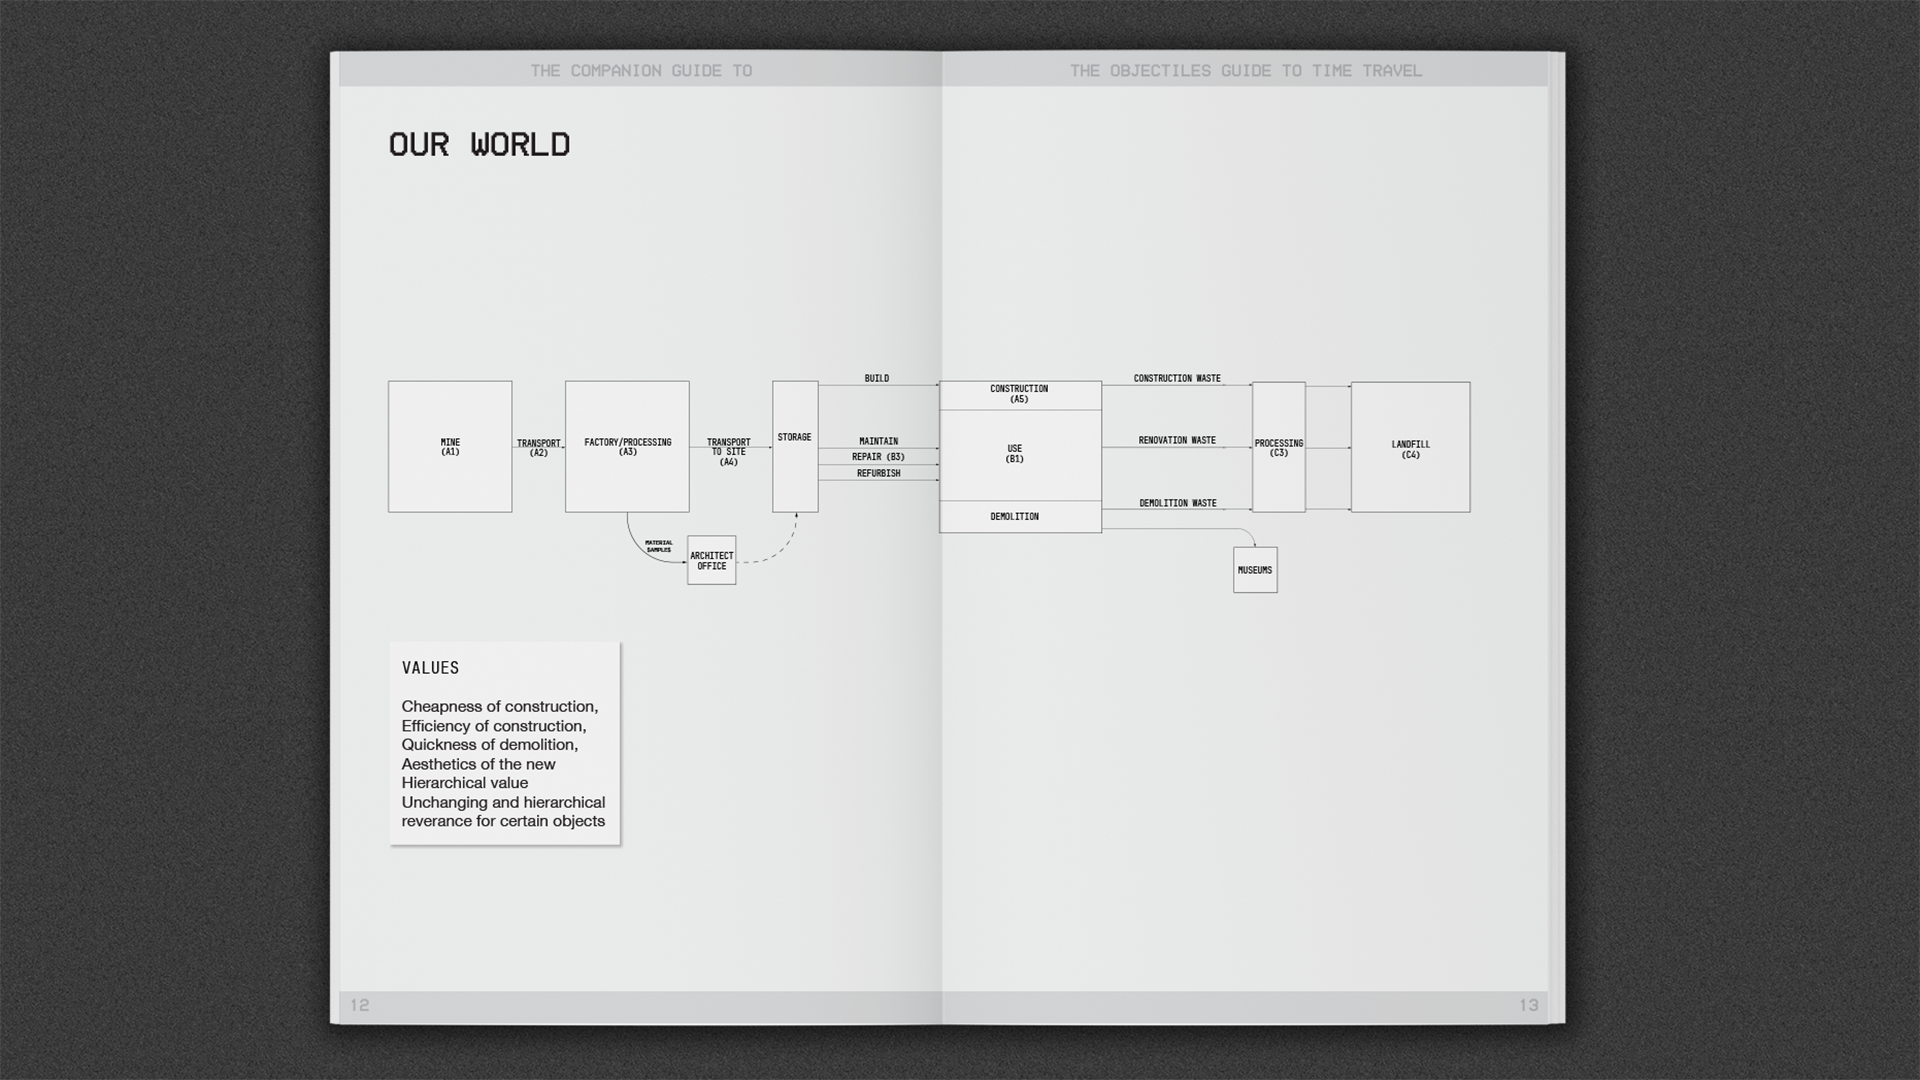 THE COMPANION GUIDE TO
THE OBJECTILES GUIDE TO TIME TRAVEL
OUR WORLD
MINE
(A1)
TRANSPORT
(A2)
FACTORY/PROCESSING
(A3)
TRANSPORT
TO SITE
(A4)
MATERIAL
SAMPLES
ARCHITECT
OFFICE
STORAGE
BUILD
MAINTAIN
REPAIR (B3)
REFURBISH
CONSTRUCTION
(A5)
USE
(B1)
DEMOLITION
CONSTRUCTION WASTE
RENOVATION WASTE
DEMOLITION WASTE
PROCESSING
(C3)
LANDFILL
(C4)
MUSEUMS
VALUES
Cheapness of construction,
Efficiency of construction,
Quickness of demolition,
Aesthetics of the new
Hierarchical value
Unchanging and hierarchical
reverance for certain objects
12
13